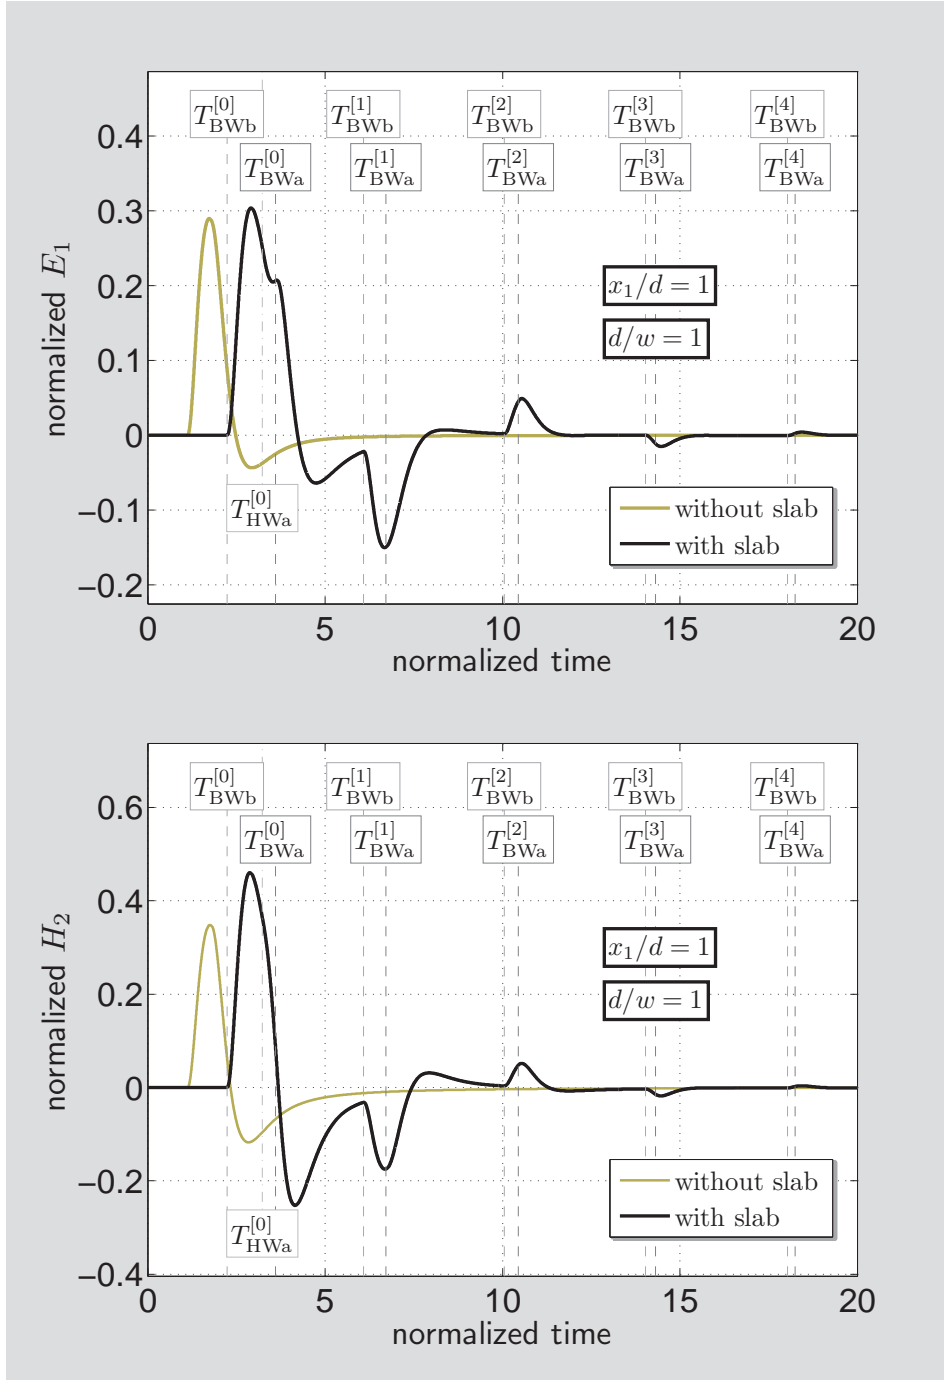 T[0]BWb T[1]BWb T[2]BWb T[3]BWb T[4]BWb
0.4
T[0]BWa T[1]BWa T[2]BWa T[3]BWa T[4]BWa
0.3
x1/d = 1
0.2
d/w = 1
0.1
0
T[0]HWa
−0.1
without slab
with slab
−0.2
0 5 10 15 20
normalized time
normalized E1
T[0]BWb T[1]BWb T[2]BWb T[3]BWb T[4]BWb
0.6
T[0]BWa T[1]BWa T[2]BWa T[3]BWa T[4]BWa
0.4
x1/d = 1
0.2
d/w = 1
0
−0.2
without slab
with slab
T[0]HWa
−0.4
0 5 10 15 20
normalized time
normalized H2